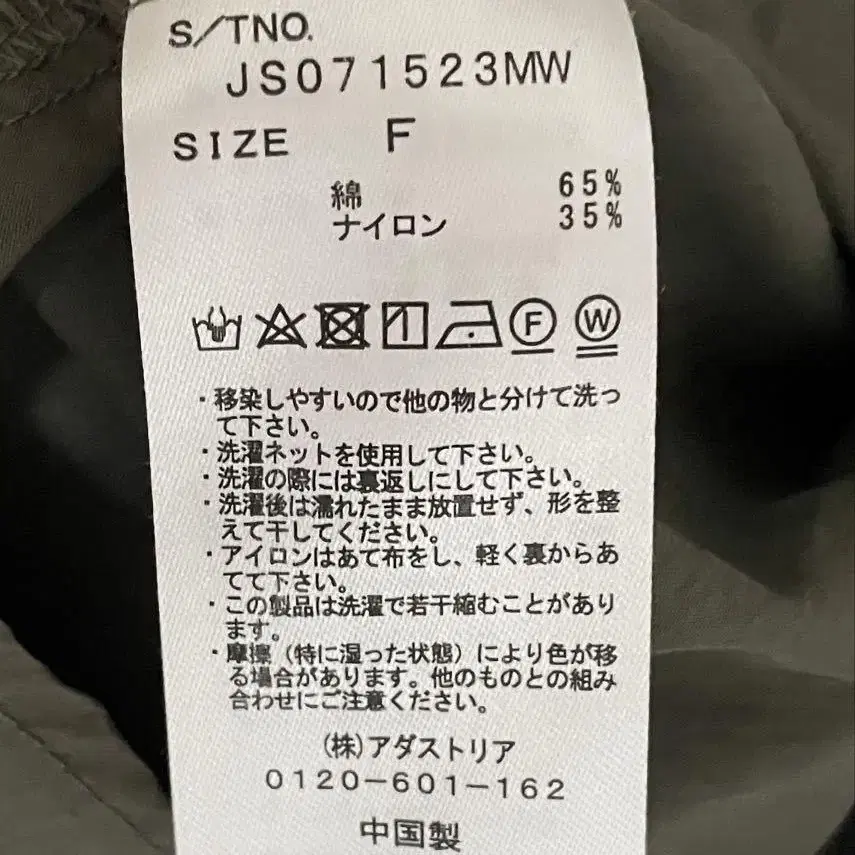 S/TNO.
JS071523MW
SIZE F
綿 65%
ナイロン 35%
F W
・移染しやすいので他の物と分けて洗っ
て下さい。
・洗濯ネットを使用して下さい。
・洗濯の際には裏返しにして下さい。
・洗濯後は濡れたまま放置せず、形を整
えて干してください。
・アイロンはあて布をし、軽く裏からあ
てて下さい。
・この製品は洗濯で若干縮むことがあり
ます。
・摩擦（特に湿った状態）により色が移
る場合があります。他のものとの組み
合わせにご注意ください。
(株)アダストリア
0120-601-162
中国製